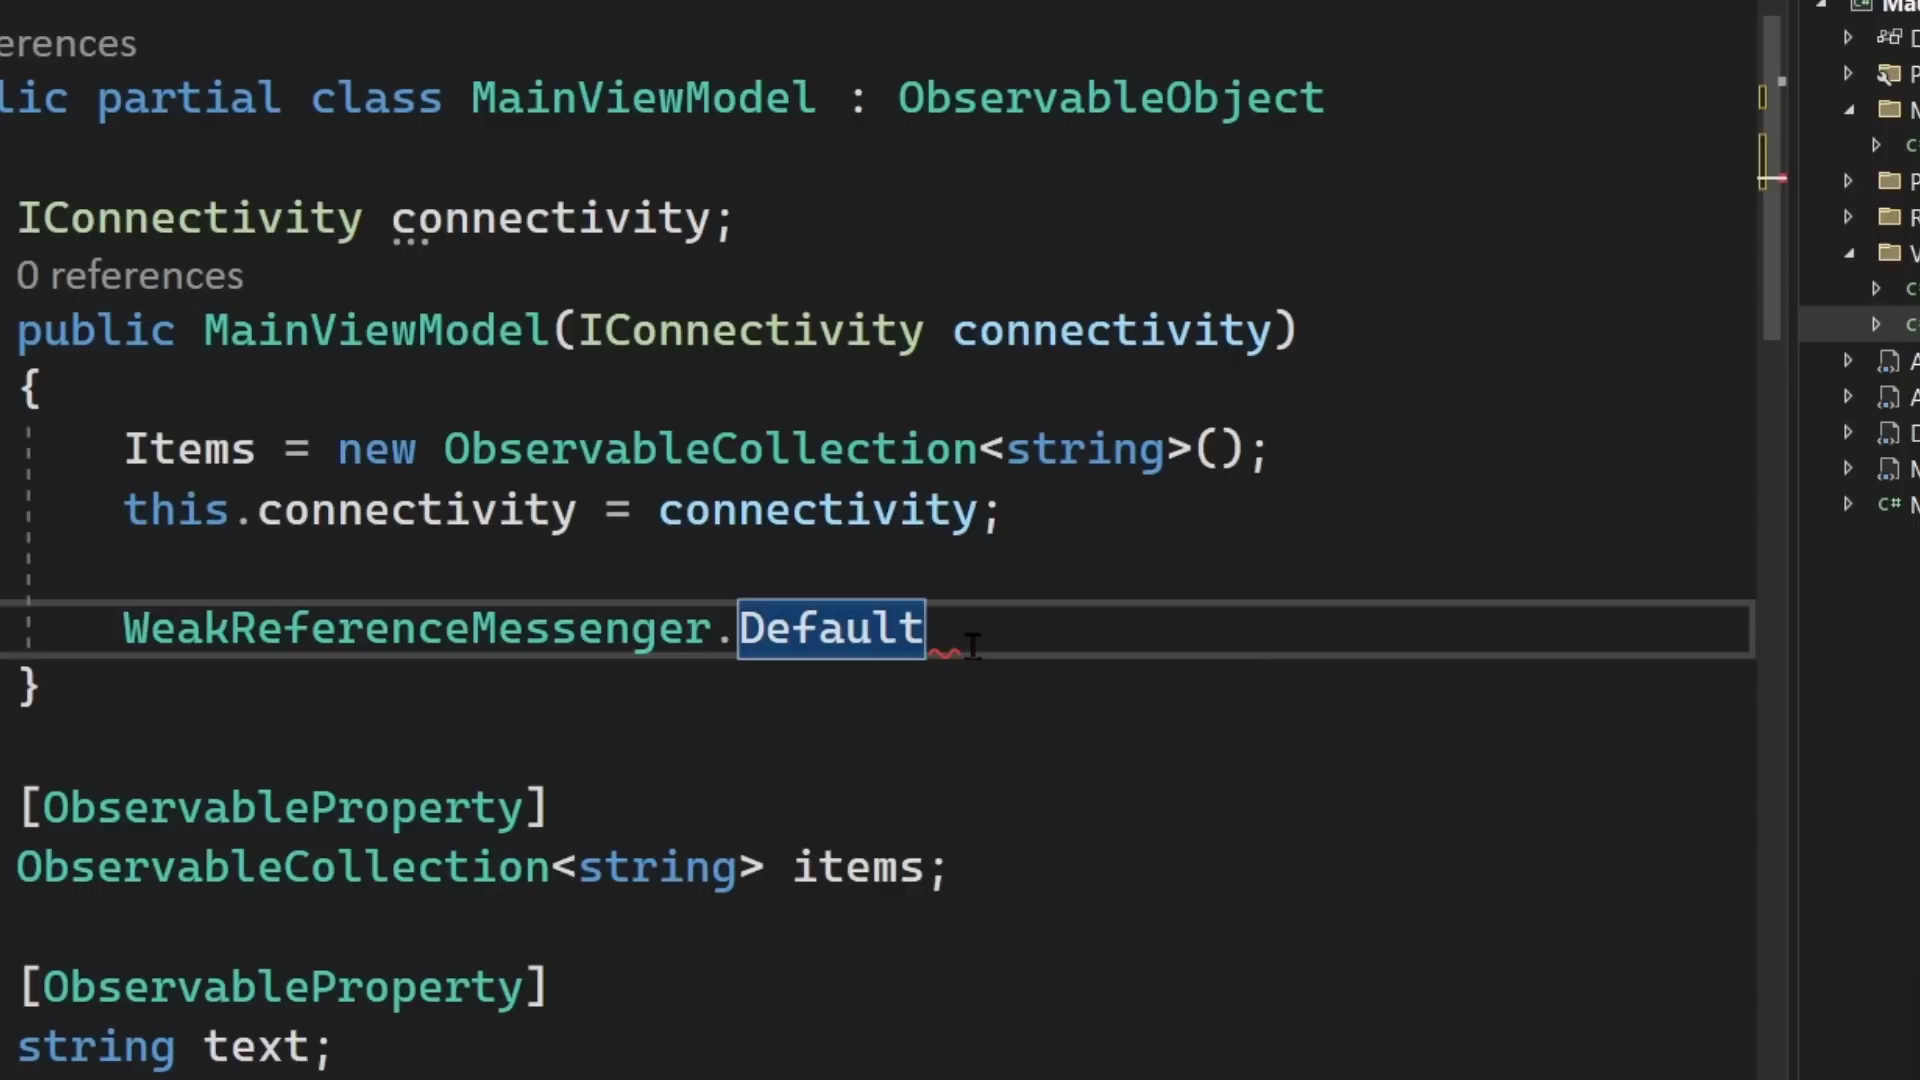 erences
lic partial class MainViewModel : ObservableObject
IConnectivity connectivity;
0 references
public MainViewModel(IConnectivity connectivity)
{
Items = new ObservableCollection<string>();
this.connectivity = connectivity;
WeakReferenceMessenger.Default
}
[ObservableProperty]
ObservableCollection<string> items;
[ObservableProperty]
string text;